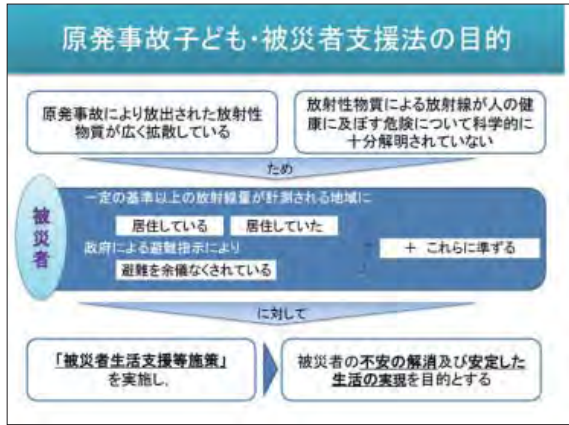 原発事故子ども・被災者支援法の目的
原発事故により放出された放射性
物質が広く拡散している
放射性物質による放射線が人の健
康に及ぼす危険について科学的に
十分解明されていない
ため
被災者
一定の基準以上の放射線量が計測される地域に
居住している
居住していた
政府による避難指示により
避難を余儀なくされている
+ これらに準ずる
に対して
「被災者生活支援等施策」
を実施し、
被災者の不安の解消及び安定した
生活の実現を目的とする